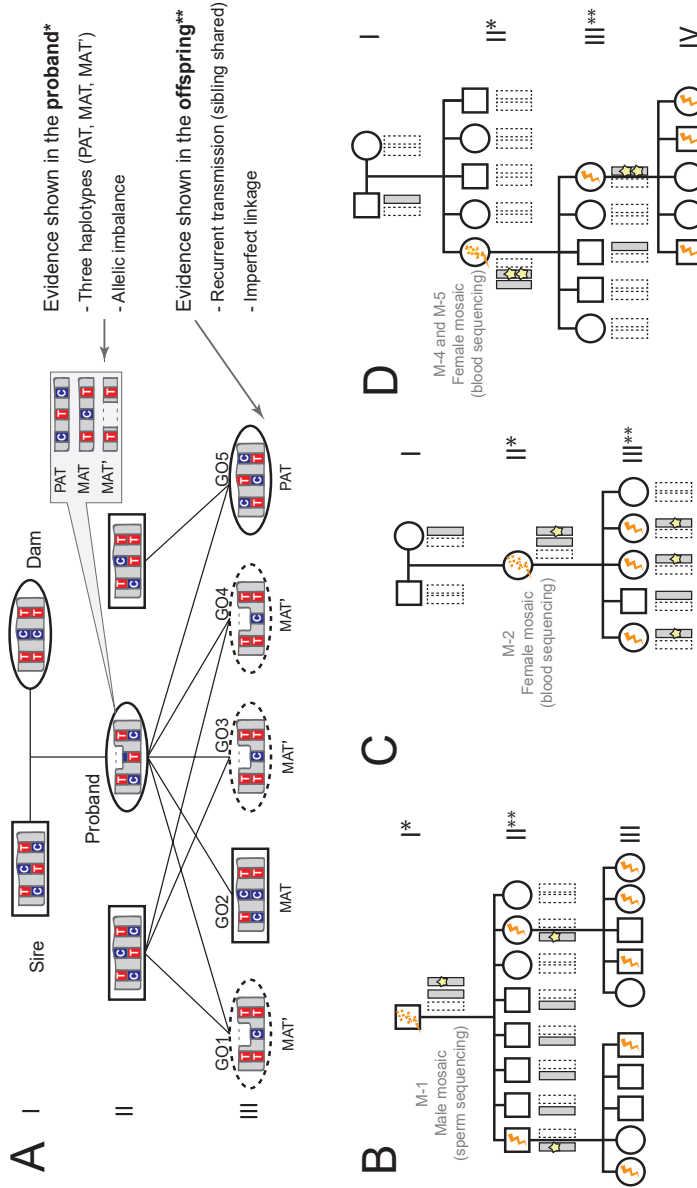 A
I
II
III
Sire
Dam
Proband
PAT
C T C
MAT
T C T
MAT'
T T
Evidence shown in the proband*
- Three haplotypes (PAT, MAT, MAT')
- Allelic imbalance
Evidence shown in the offspring**
- Recurrent transmission (sibling shared)
- Imperfect linkage
GO1
GO2
GO3
GO4
GO5
MAT'
MAT
MAT'
MAT'
PAT
B
M-1
Male mosaic
(sperm sequencing)
I*
II**
III
C
M-2
Female mosaic
(blood sequencing)
I
II*
III**
D
M-4 and M-5
Female mosaic
(blood sequencing)
I
II*
III**
IV